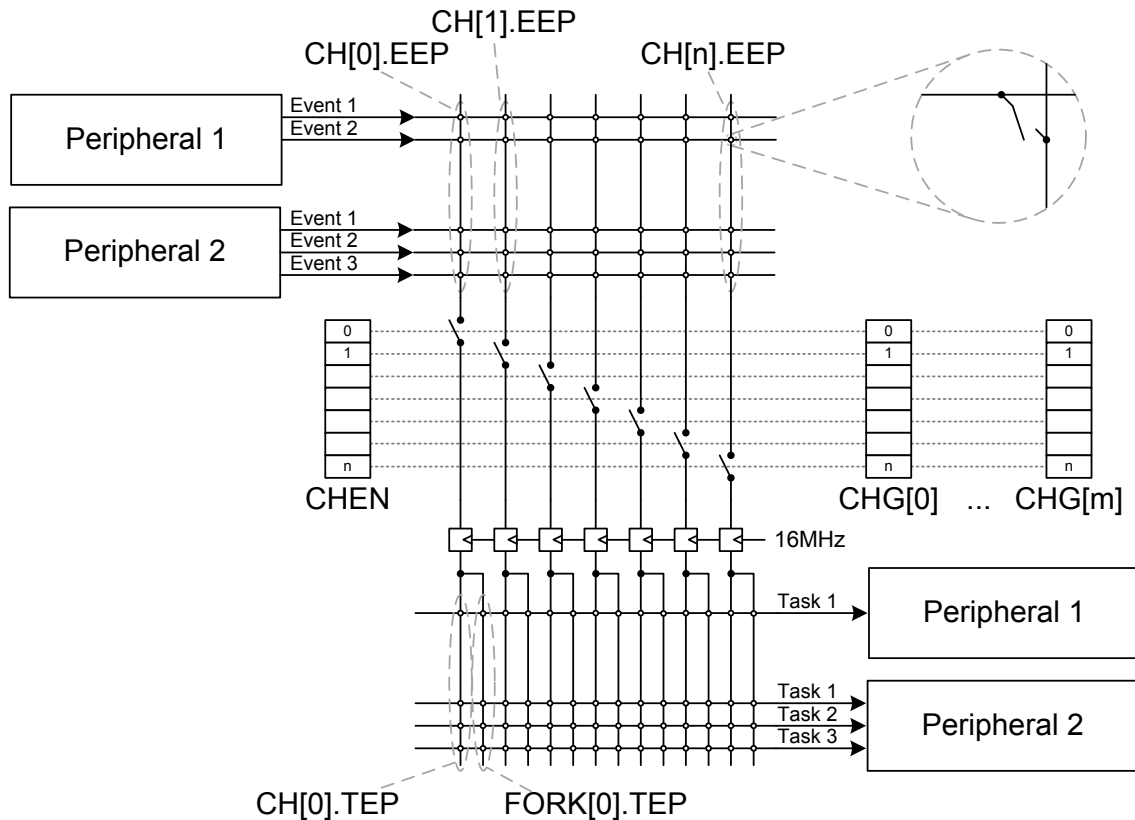 CH[1].EEP
CH[0].EEP
CH[n].EEP
Peripheral 1
Event 1
Event 2
Peripheral 2
Event 1
Event 2
Event 3
0
1
n
CHEN
0
1
n
CHG[0]
...
0
1
n
CHG[m]
16MHz
Task 1
Peripheral 1
Task 1
Task 2
Task 3
Peripheral 2
CH[0].TEP
FORK[0].TEP